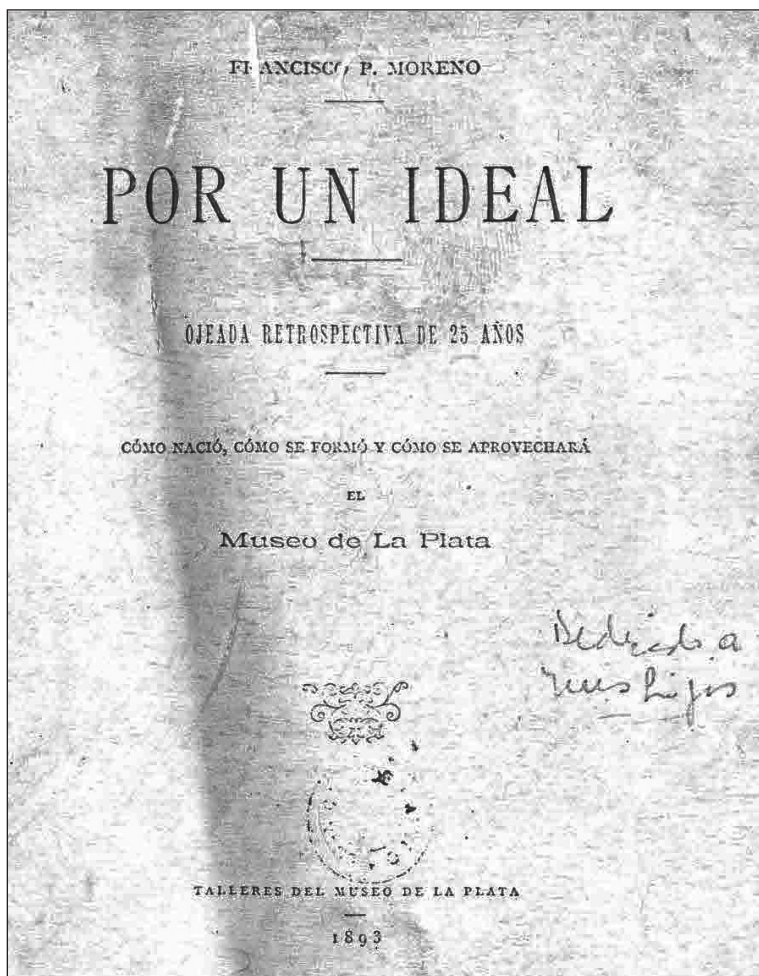 FRANCISCO P. MORENO
POR UN IDEAL
OJEADA RETROSPECTIVA DE 25 AÑOS
CÓMO NACIÓ, CÓMO SE FORMÓ Y CÓMO SE APROVECHARÁ
EL
Museo de La Plata
Dedicado a
mis hijos
TALLERES DEL MUSEO DE LA PLATA
1893